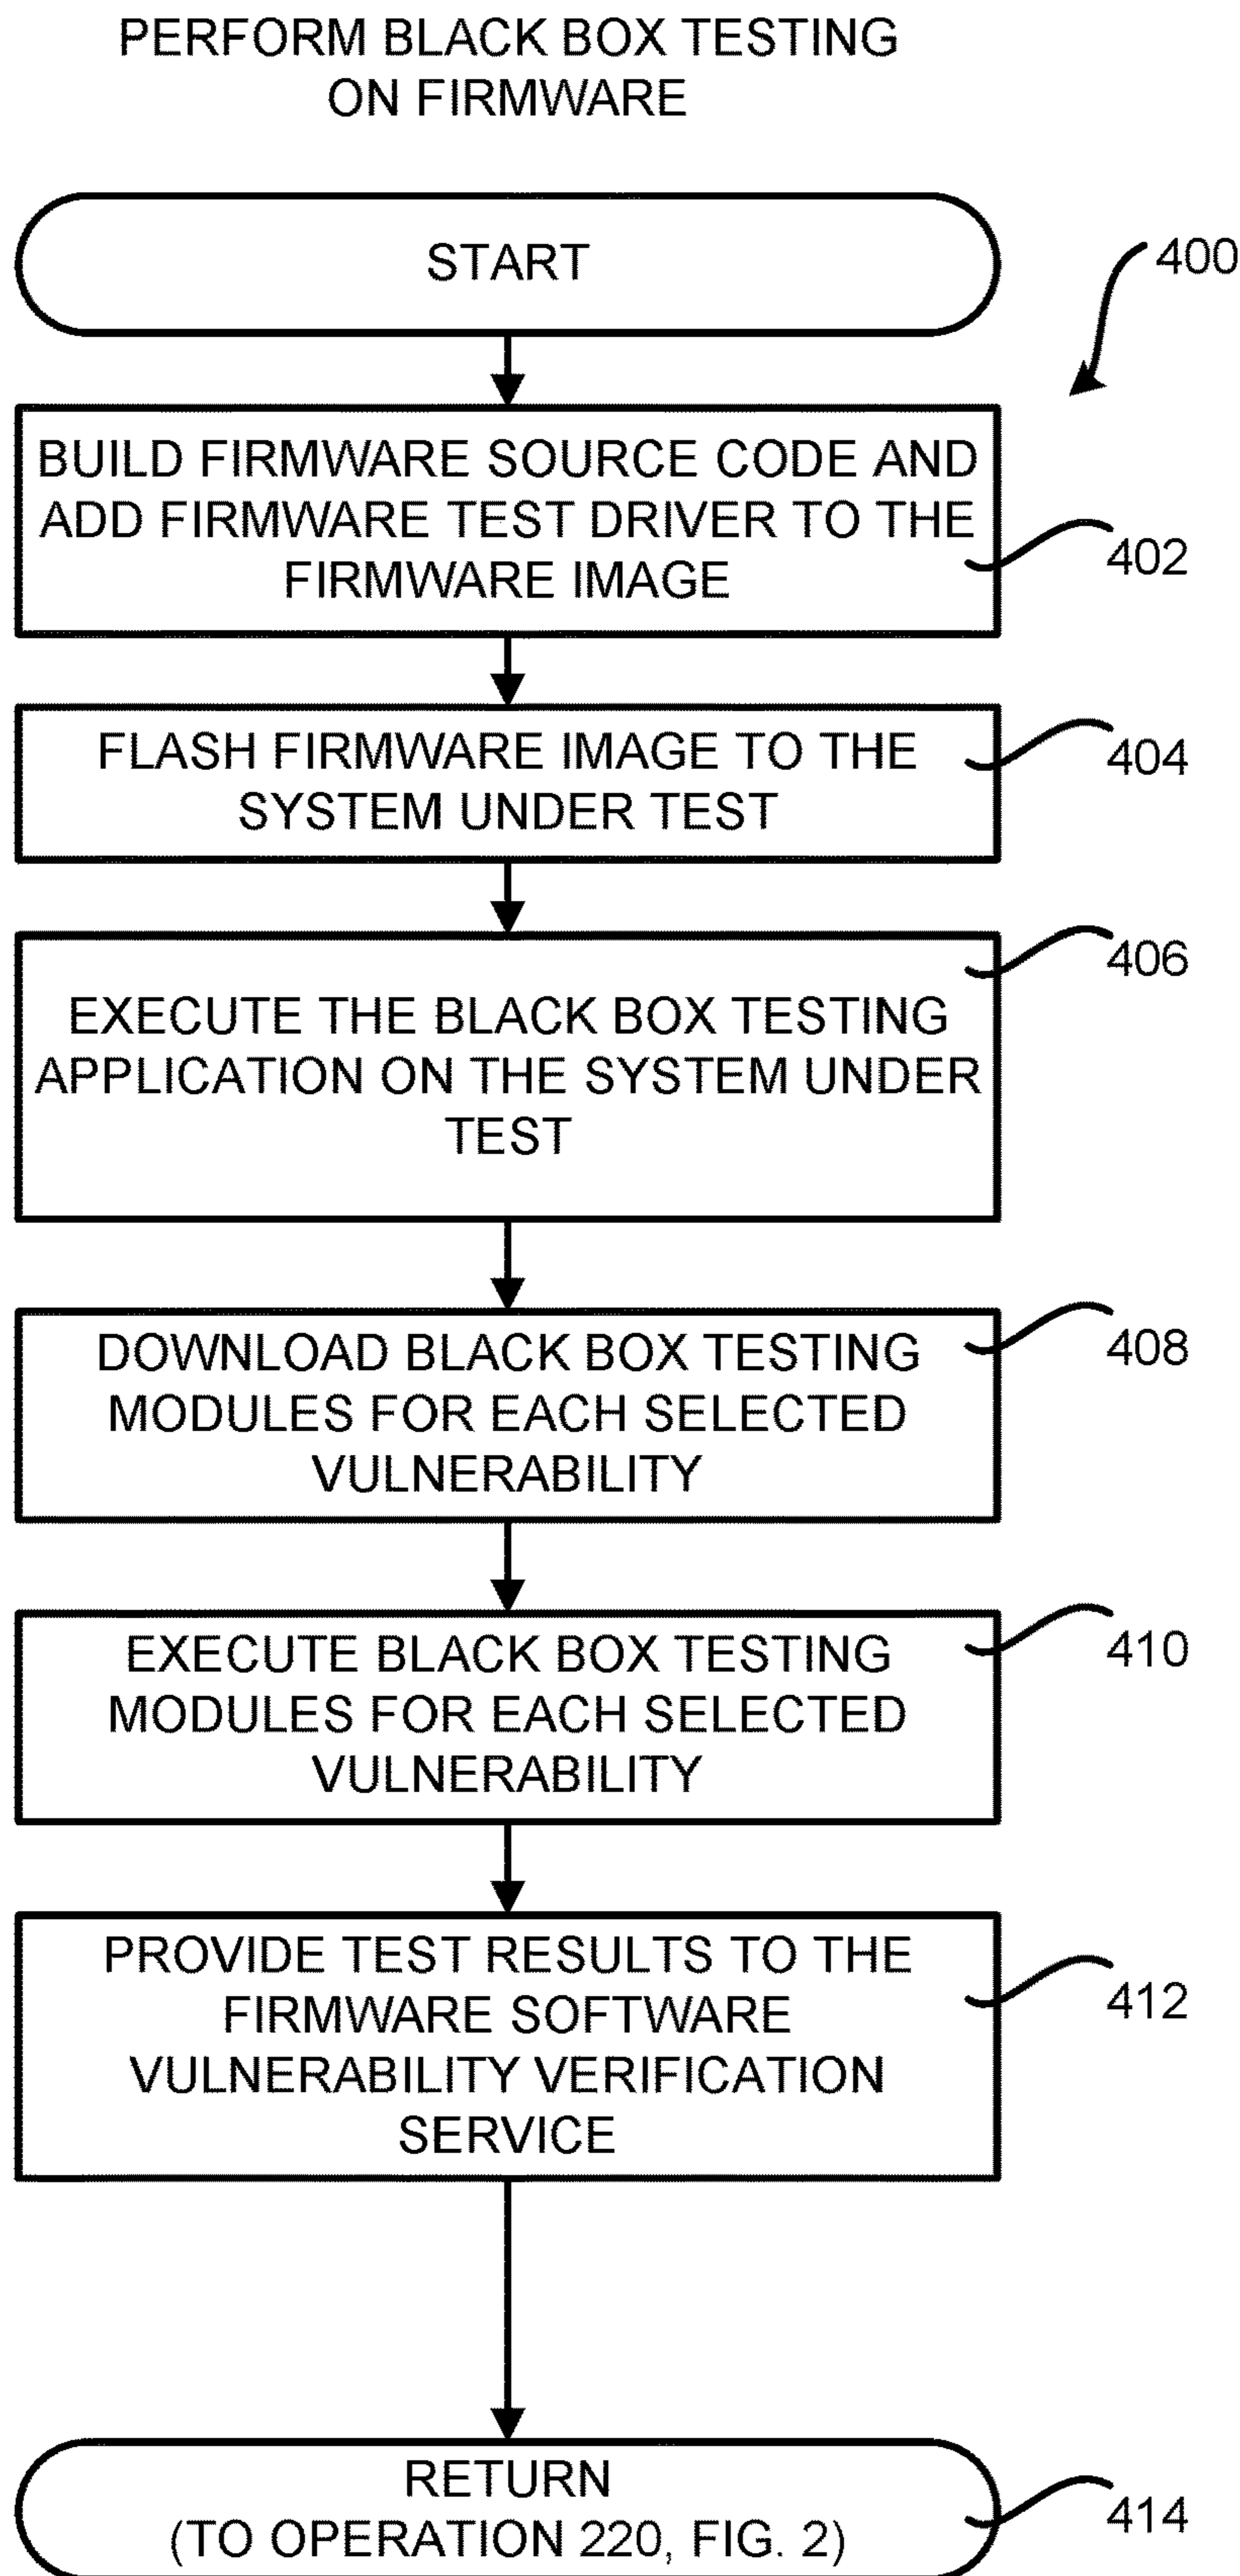 PERFORM BLACK BOX TESTING
ON FIRMWARE
START
400
BUILD FIRMWARE SOURCE CODE AND
ADD FIRMWARE TEST DRIVER TO THE
FIRMWARE IMAGE
402
FLASH FIRMWARE IMAGE TO THE
SYSTEM UNDER TEST
404
406
EXECUTE THE BLACK BOX TESTING
APPLICATION ON THE SYSTEM UNDER
TEST
DOWNLOAD BLACK BOX TESTING
MODULES FOR EACH SELECTED
VULNERABILITY
408
EXECUTE BLACK BOX TESTING
MODULES FOR EACH SELECTED
VULNERABILITY
410
PROVIDE TEST RESULTS TO THE
FIRMWARE SOFTWARE
VULNERABILITY VERIFICATION
SERVICE
412
RETURN
(TO OPERATION 220, FIG. 2)
414